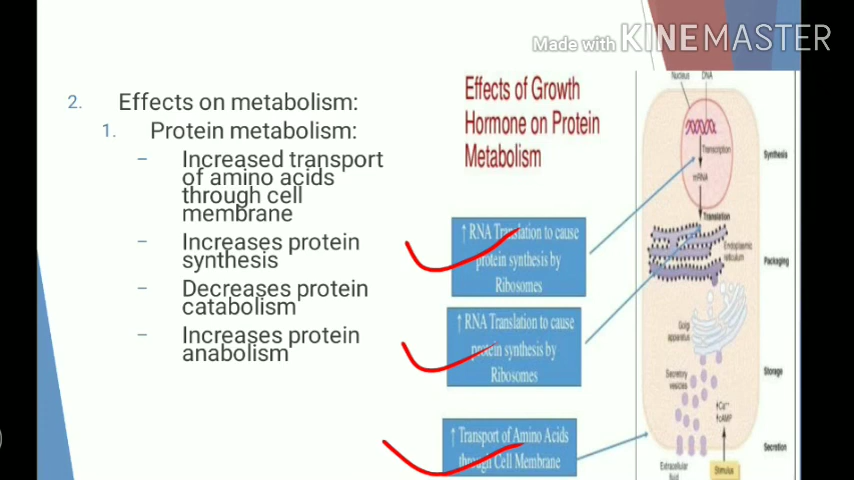 Made with KINEMASTER
2. Effects on metabolism:
1. Protein metabolism:
– Increased transport
of amino acids
through cell
membrane
– Increases protein
synthesis
– Decreases protein
catabolism
– Increases protein
anabolism
Effects of Growth
Hormone on Protein
Metabolism
↑ RNA Translation to cause
protein synthesis by
Ribosomes
↑ RNA Translation to cause
protein synthesis by
Ribosomes
↑ Transport of Amino Acids
through Cell Membrane
Nucleus DNA
Transcription
mRNA
Translation
Endoplasmic
reticulum
Golgi
apparatus
Secretory
vesicles
↑Ca++
↑cAMP
Extracellular
fluid
Stimulus
Synthesis
Packaging
Storage
Secretion